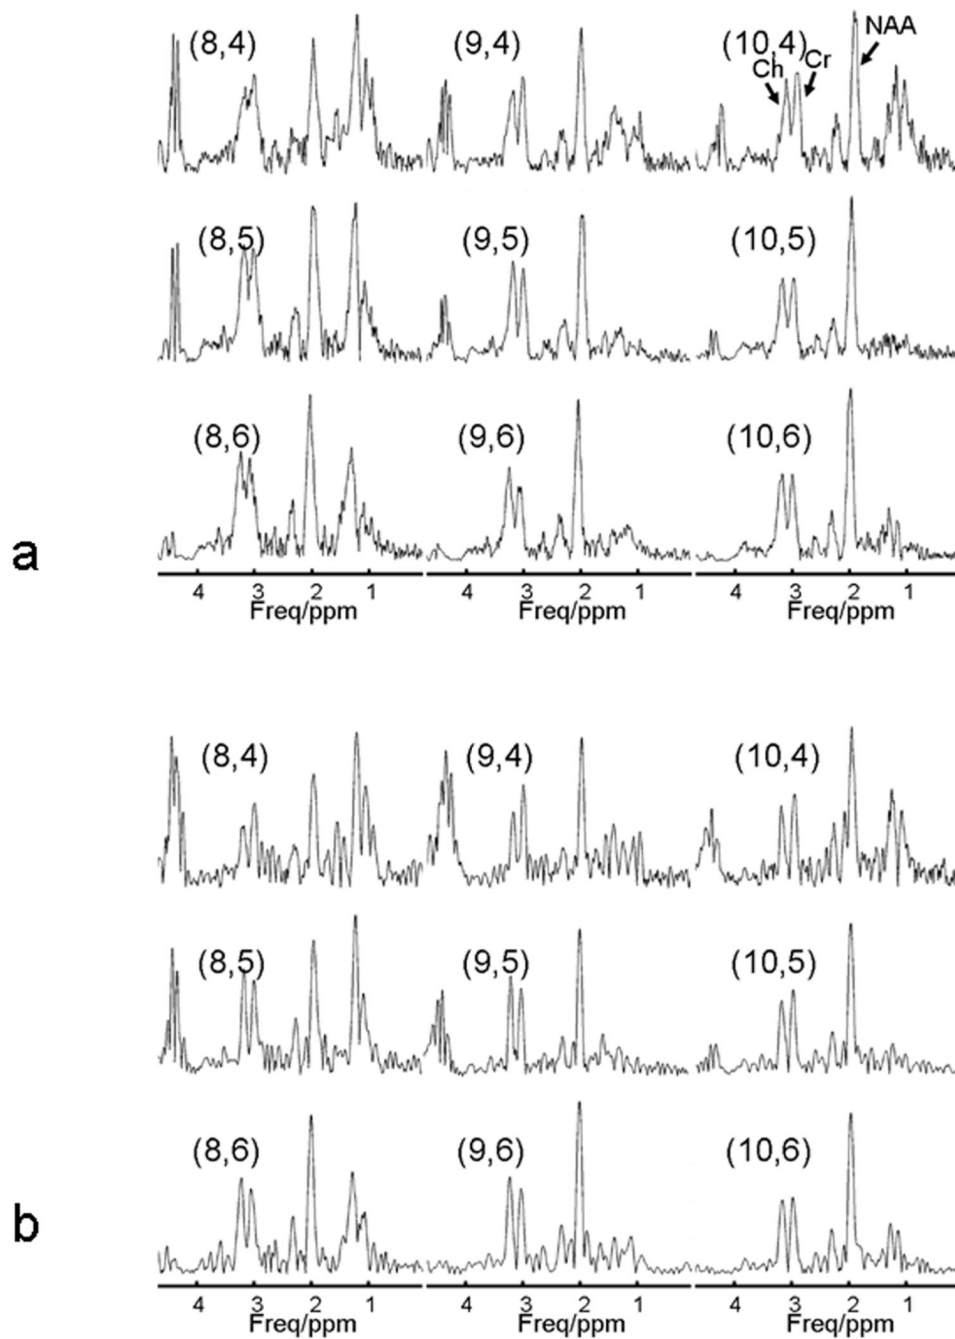 (8,4) (9,4) (10,4) NAA
Ch Cr
(8,5) (9,5) (10,5)
(8,6) (9,6) (10,6)
a
4 3 2 1 4 3 2 1 4 3 2 1
Freq/ppm Freq/ppm Freq/ppm
(8,4) (9,4) (10,4)
(8,5) (9,5) (10,5)
(8,6) (9,6) (10,6)
b
4 3 2 1 4 3 2 1 4 3 2 1
Freq/ppm Freq/ppm Freq/ppm